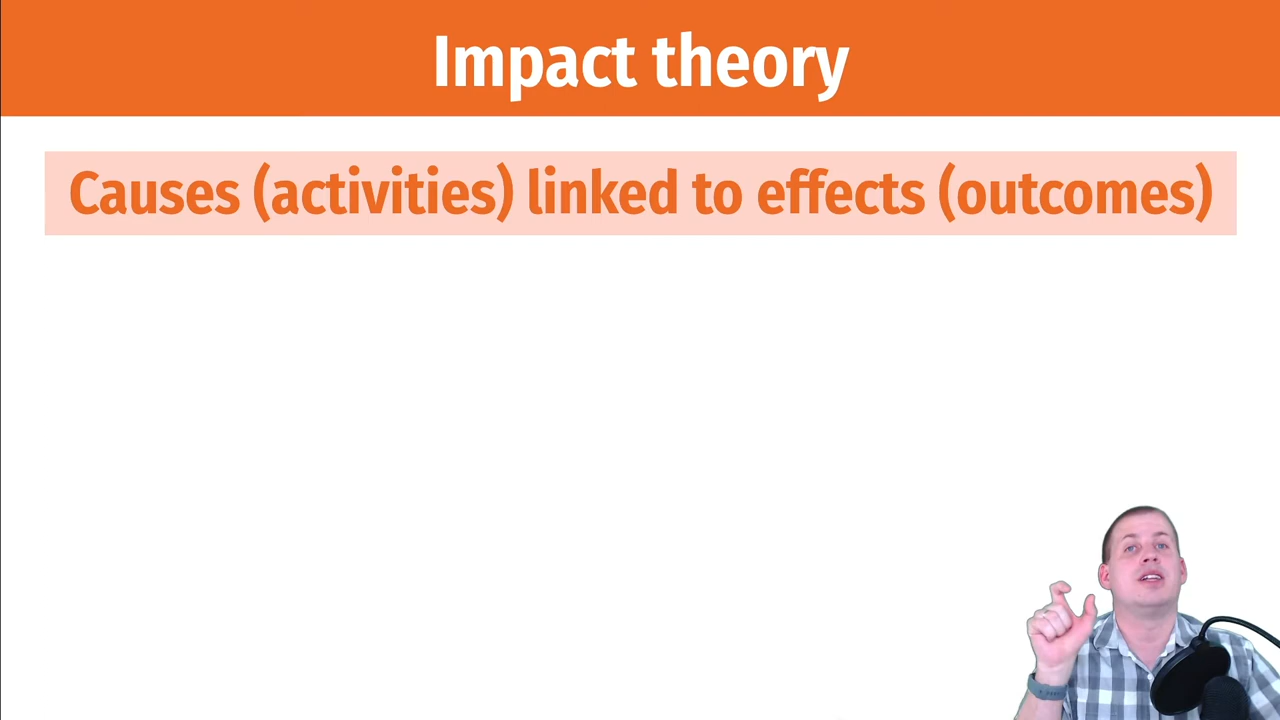 Impact theory
Causes (activities) linked to effects (outcomes)